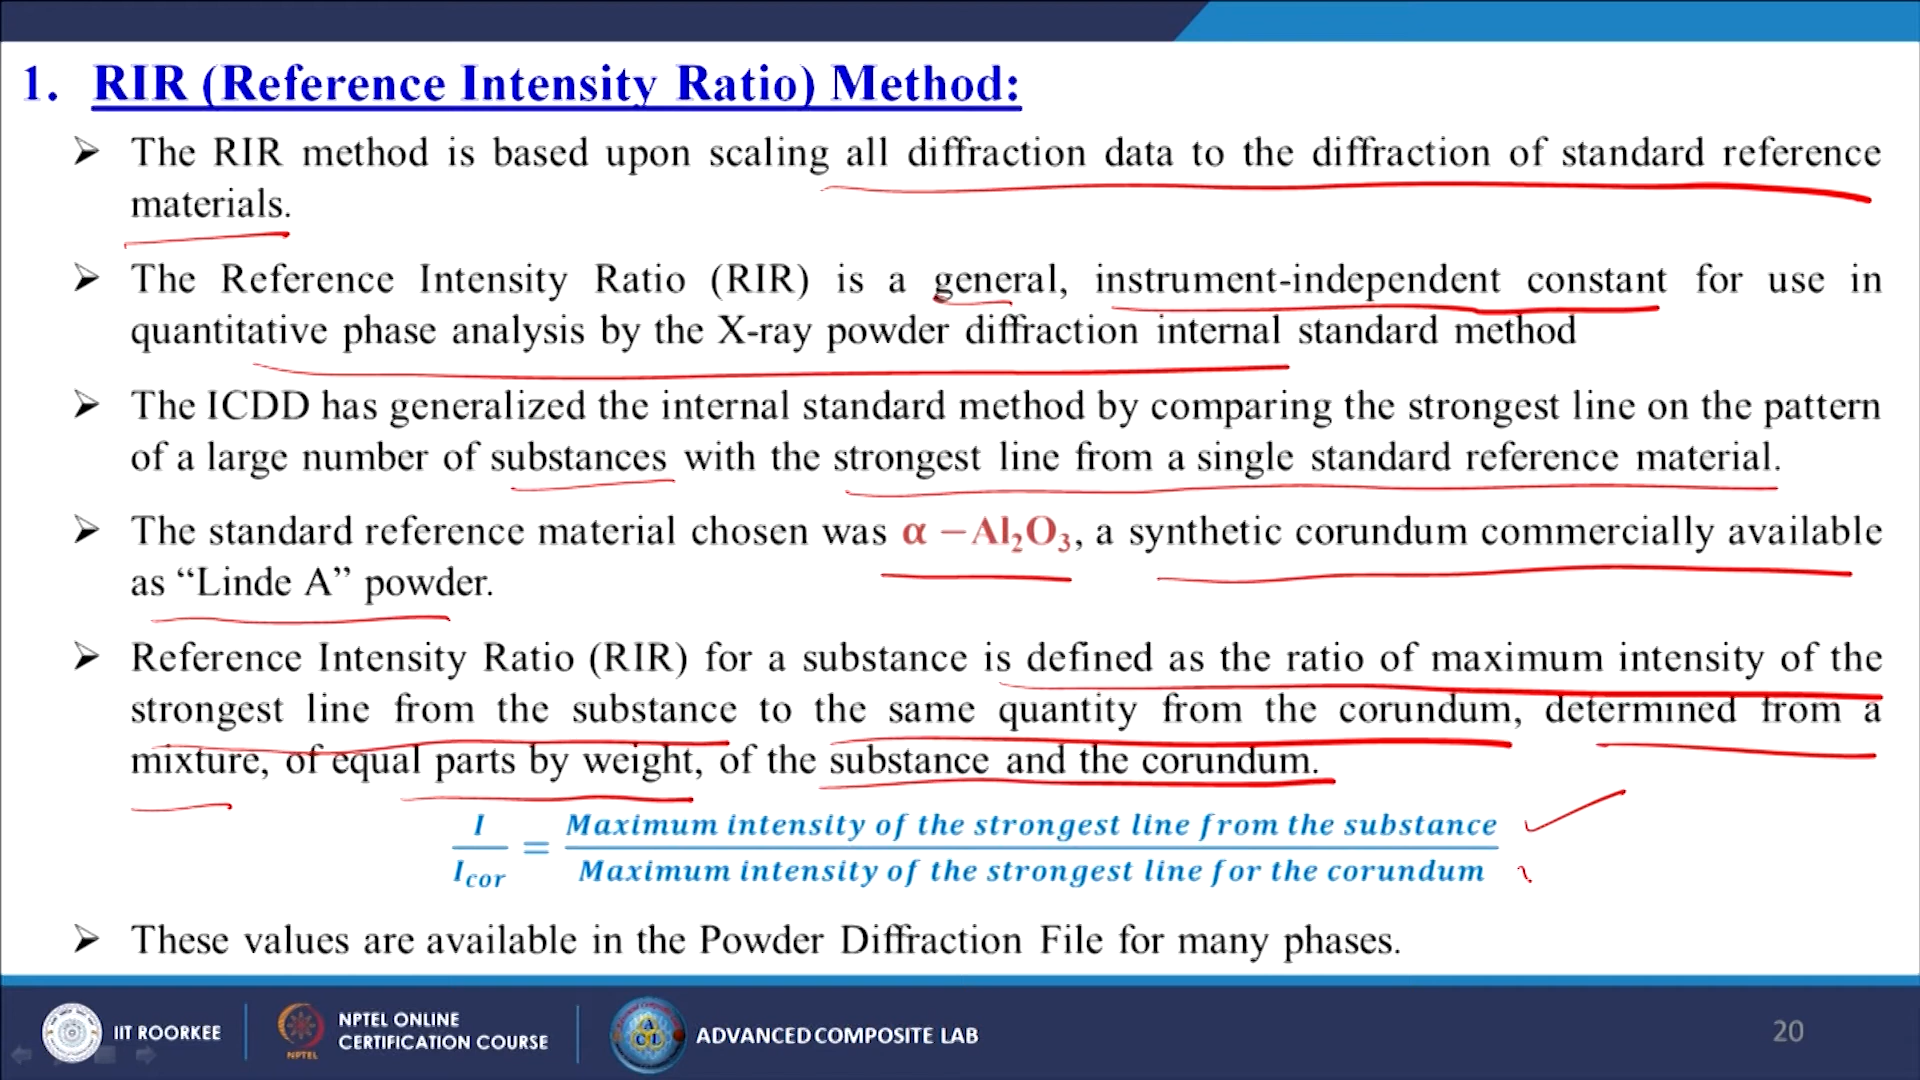 1. RIR (Reference Intensity Ratio) Method:
➢ The RIR method is based upon scaling all diffraction data to the diffraction of standard reference
materials.
➢ The Reference Intensity Ratio (RIR) is a general, instrument-independent constant for use in
quantitative phase analysis by the X-ray powder diffraction internal standard method
➢ The ICDD has generalized the internal standard method by comparing the strongest line on the pattern
of a large number of substances with the strongest line from a single standard reference material.
➢ The standard reference material chosen was α −Al₂O₃, a synthetic corundum commercially available
as “Linde A” powder.
➢ Reference Intensity Ratio (RIR) for a substance is defined as the ratio of maximum intensity of the
strongest line from the substance to the same quantity from the corundum, determined from a
mixture, of equal parts by weight, of the substance and the corundum.
I / I_cor = Maximum intensity of the strongest line from the substance / Maximum intensity of the strongest line for the corundum
➢ These values are available in the Powder Diffraction File for many phases.
IIT ROORKEE
NPTEL
NPTEL ONLINE
CERTIFICATION COURSE
ADVANCED COMPOSITE LAB
20